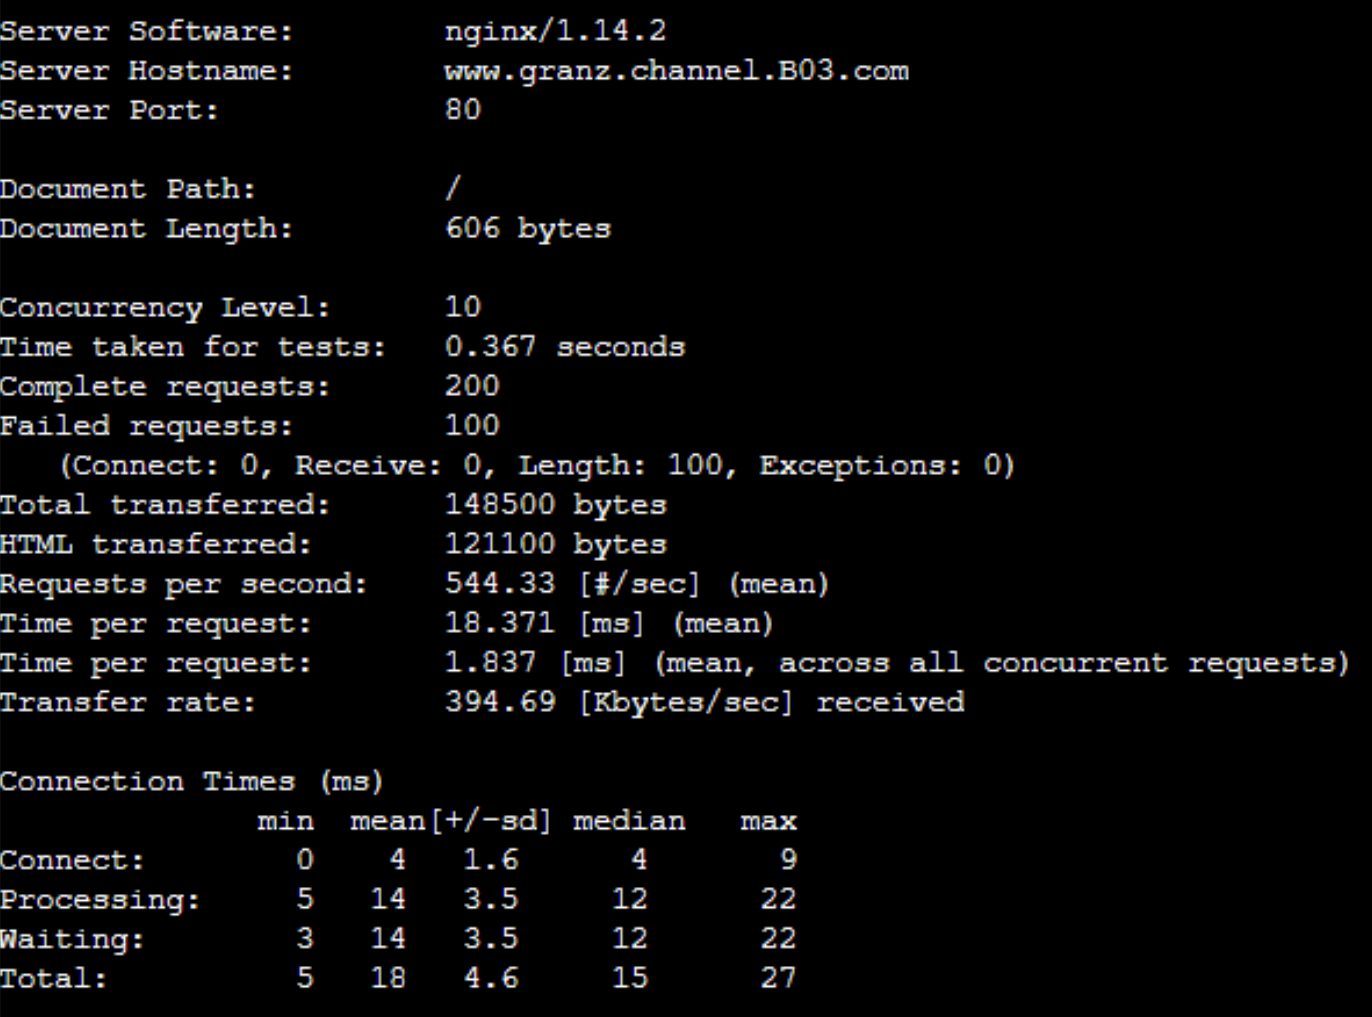 Server Software: nginx/1.14.2
Server Hostname: www.granz.channel.B03.com
Server Port: 80
Document Path: /
Document Length: 606 bytes
Concurrency Level: 10
Time taken for tests: 0.367 seconds
Complete requests: 200
Failed requests: 100
(Connect: 0, Receive: 0, Length: 100, Exceptions: 0)
Total transferred: 148500 bytes
HTML transferred: 121100 bytes
Requests per second: 544.33 [#/sec] (mean)
Time per request: 18.371 [ms] (mean)
Time per request: 1.837 [ms] (mean, across all concurrent requests)
Transfer rate: 394.69 [Kbytes/sec] received
Connection Times (ms)
min mean[+/-sd] median max
Connect: 0 4 1.6 4 9
Processing: 5 14 3.5 12 22
Waiting: 3 14 3.5 12 22
Total: 5 18 4.6 15 27